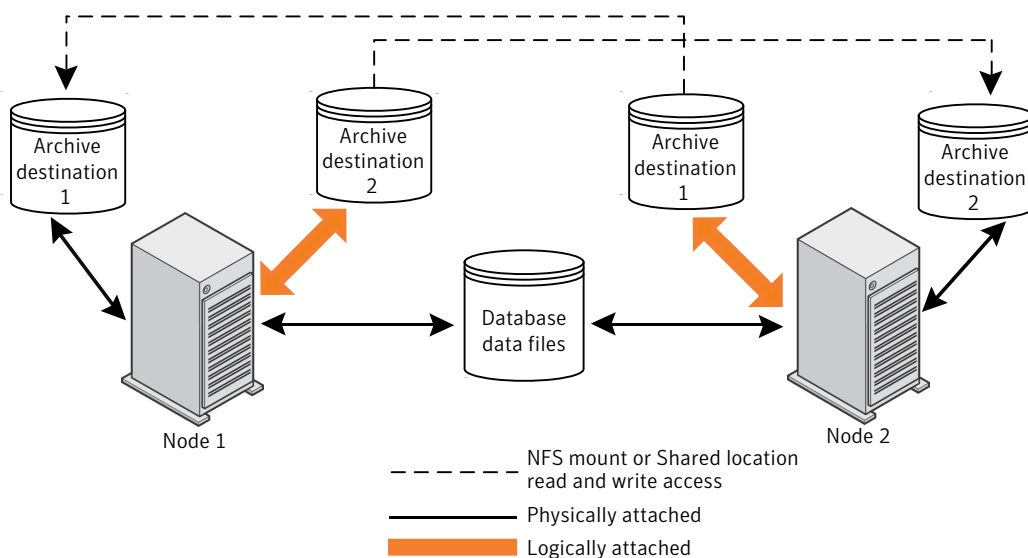 Archive
destination
1
Archive
destination
2
Archive
destination
1
Archive
destination
2
Database
data files
Node 1
Node 2
NFS mount or Shared location
read and write access
Physically attached
Logically attached